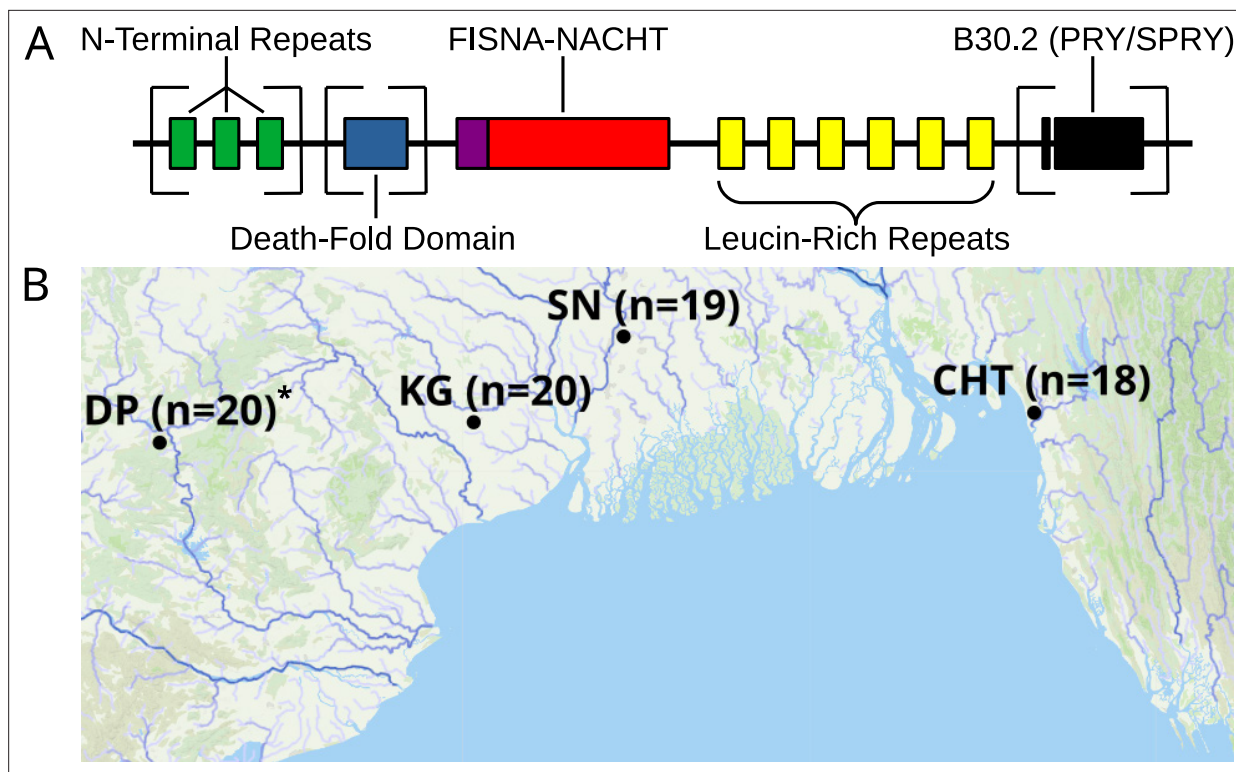 A
N-Terminal Repeats
FISNA-NACHT
B30.2 (PRY/SPRY)
Death-Fold Domain
Leucin-Rich Repeats
B
SN (n=19)
KG (n=20)
CHT (n=18)
DP (n=20)*